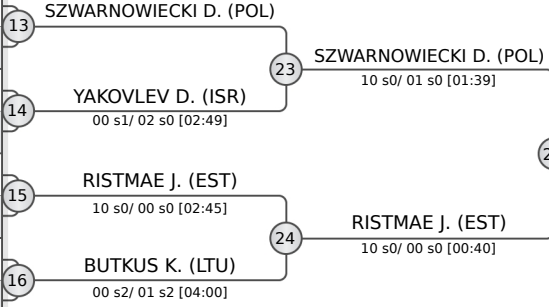 SZWARNOWIECKI D. (POL)
13
SZWARNOWIECKI D. (POL)
23
10 s0/ 01 s0 [01:39]
YAKOVLEV D. (ISR)
14
00 s1/ 02 s0 [02:49]
RISTMAE J. (EST)
15
10 s0/ 00 s0 [02:45]
RISTMAE J. (EST)
24
10 s0/ 00 s0 [00:40]
BUTKUS K. (LTU)
16
00 s2/ 01 s2 [04:00]